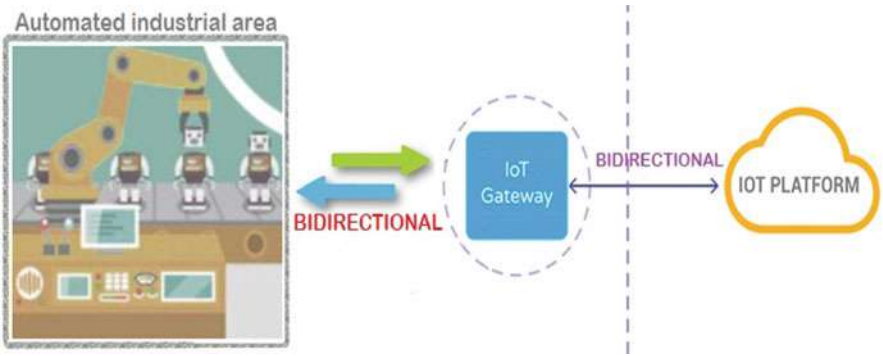 Automated industrial area
IoT
Gateway
BIDIRECTIONAL
BIDIRECTIONAL
IOT PLATFORM